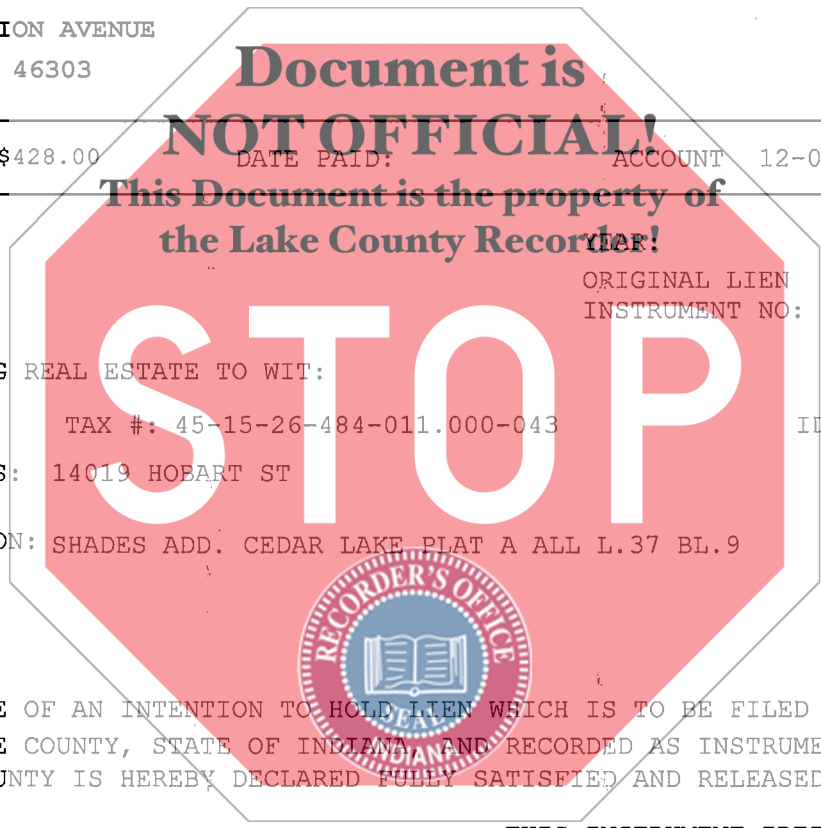 ION AVENUE
46303
Document is
NOT OFFICIAL!
$428.00 DATE PAID: ACCOUNT 12-0
This Document is the property of
the Lake County Recorder!
YEAR:
ORIGINAL LIEN
INSTRUMENT NO:
STOP
G REAL ESTATE TO WIT:
TAX #: 45-15-26-484-011.000-043 ID
S: 14019 HOBART ST
ON: SHADES ADD. CEDAR LAKE PLAT A ALL L.37 BL.9
RECORDER'S OFFICE
SEAL
INDIANA
E OF AN INTENTION TO HOLD LIEN WHICH IS TO BE FILED
E COUNTY, STATE OF INDIANA, AND RECORDED AS INSTRUME
UNTY IS HEREBY DECLARED FULLY SATISFIED AND RELEASED